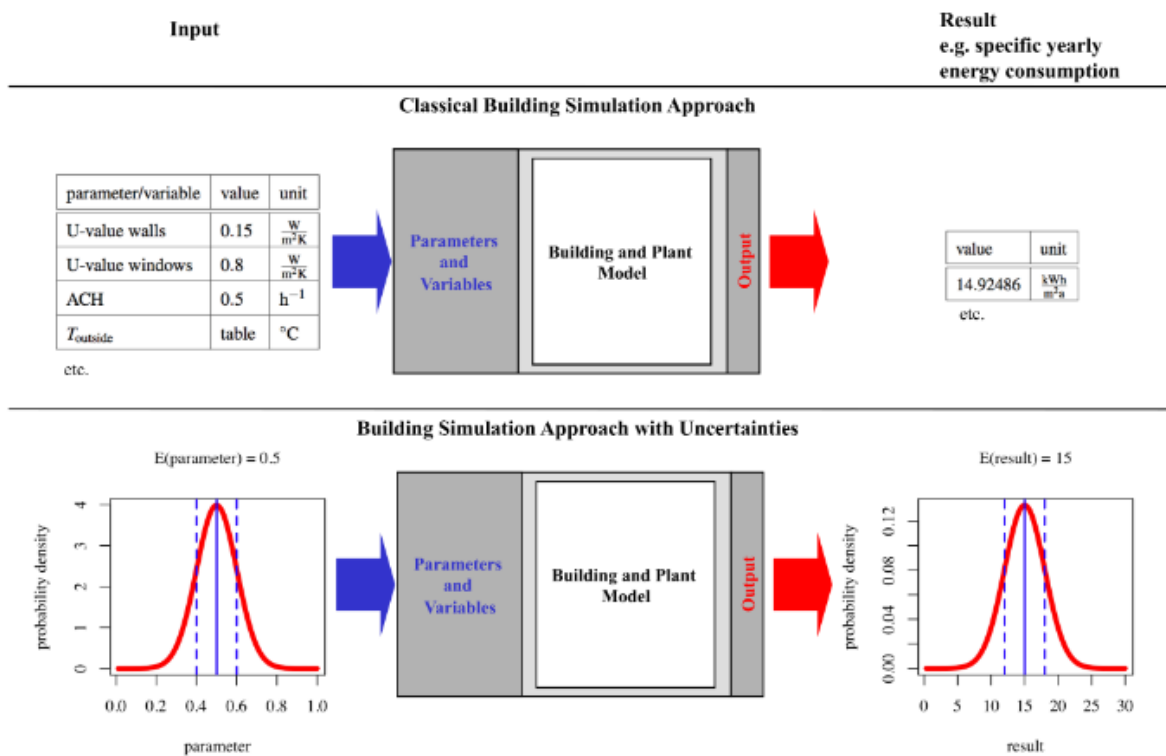 Input
Result
e.g. specific yearly
energy consumption
Classical Building Simulation Approach
parameter/variable value unit
U-value walls 0.15 W/m²K
U-value windows 0.8 W/m²K
ACH 0.5 h⁻¹
T_outside table °C
etc.
Parameters
and
Variables
Building and Plant
Model
Output
value unit
14.92486 kWh/m²a
etc.
Building Simulation Approach with Uncertainties
E(parameter) = 0.5
probability density
4
3
2
1
0
0.0 0.2 0.4 0.6 0.8 1.0
parameter
Parameters
and
Variables
Building and Plant
Model
Output
E(result) = 15
probability density
0.12
0.08
0.04
0.00
0 5 10 15 20 25 30
result